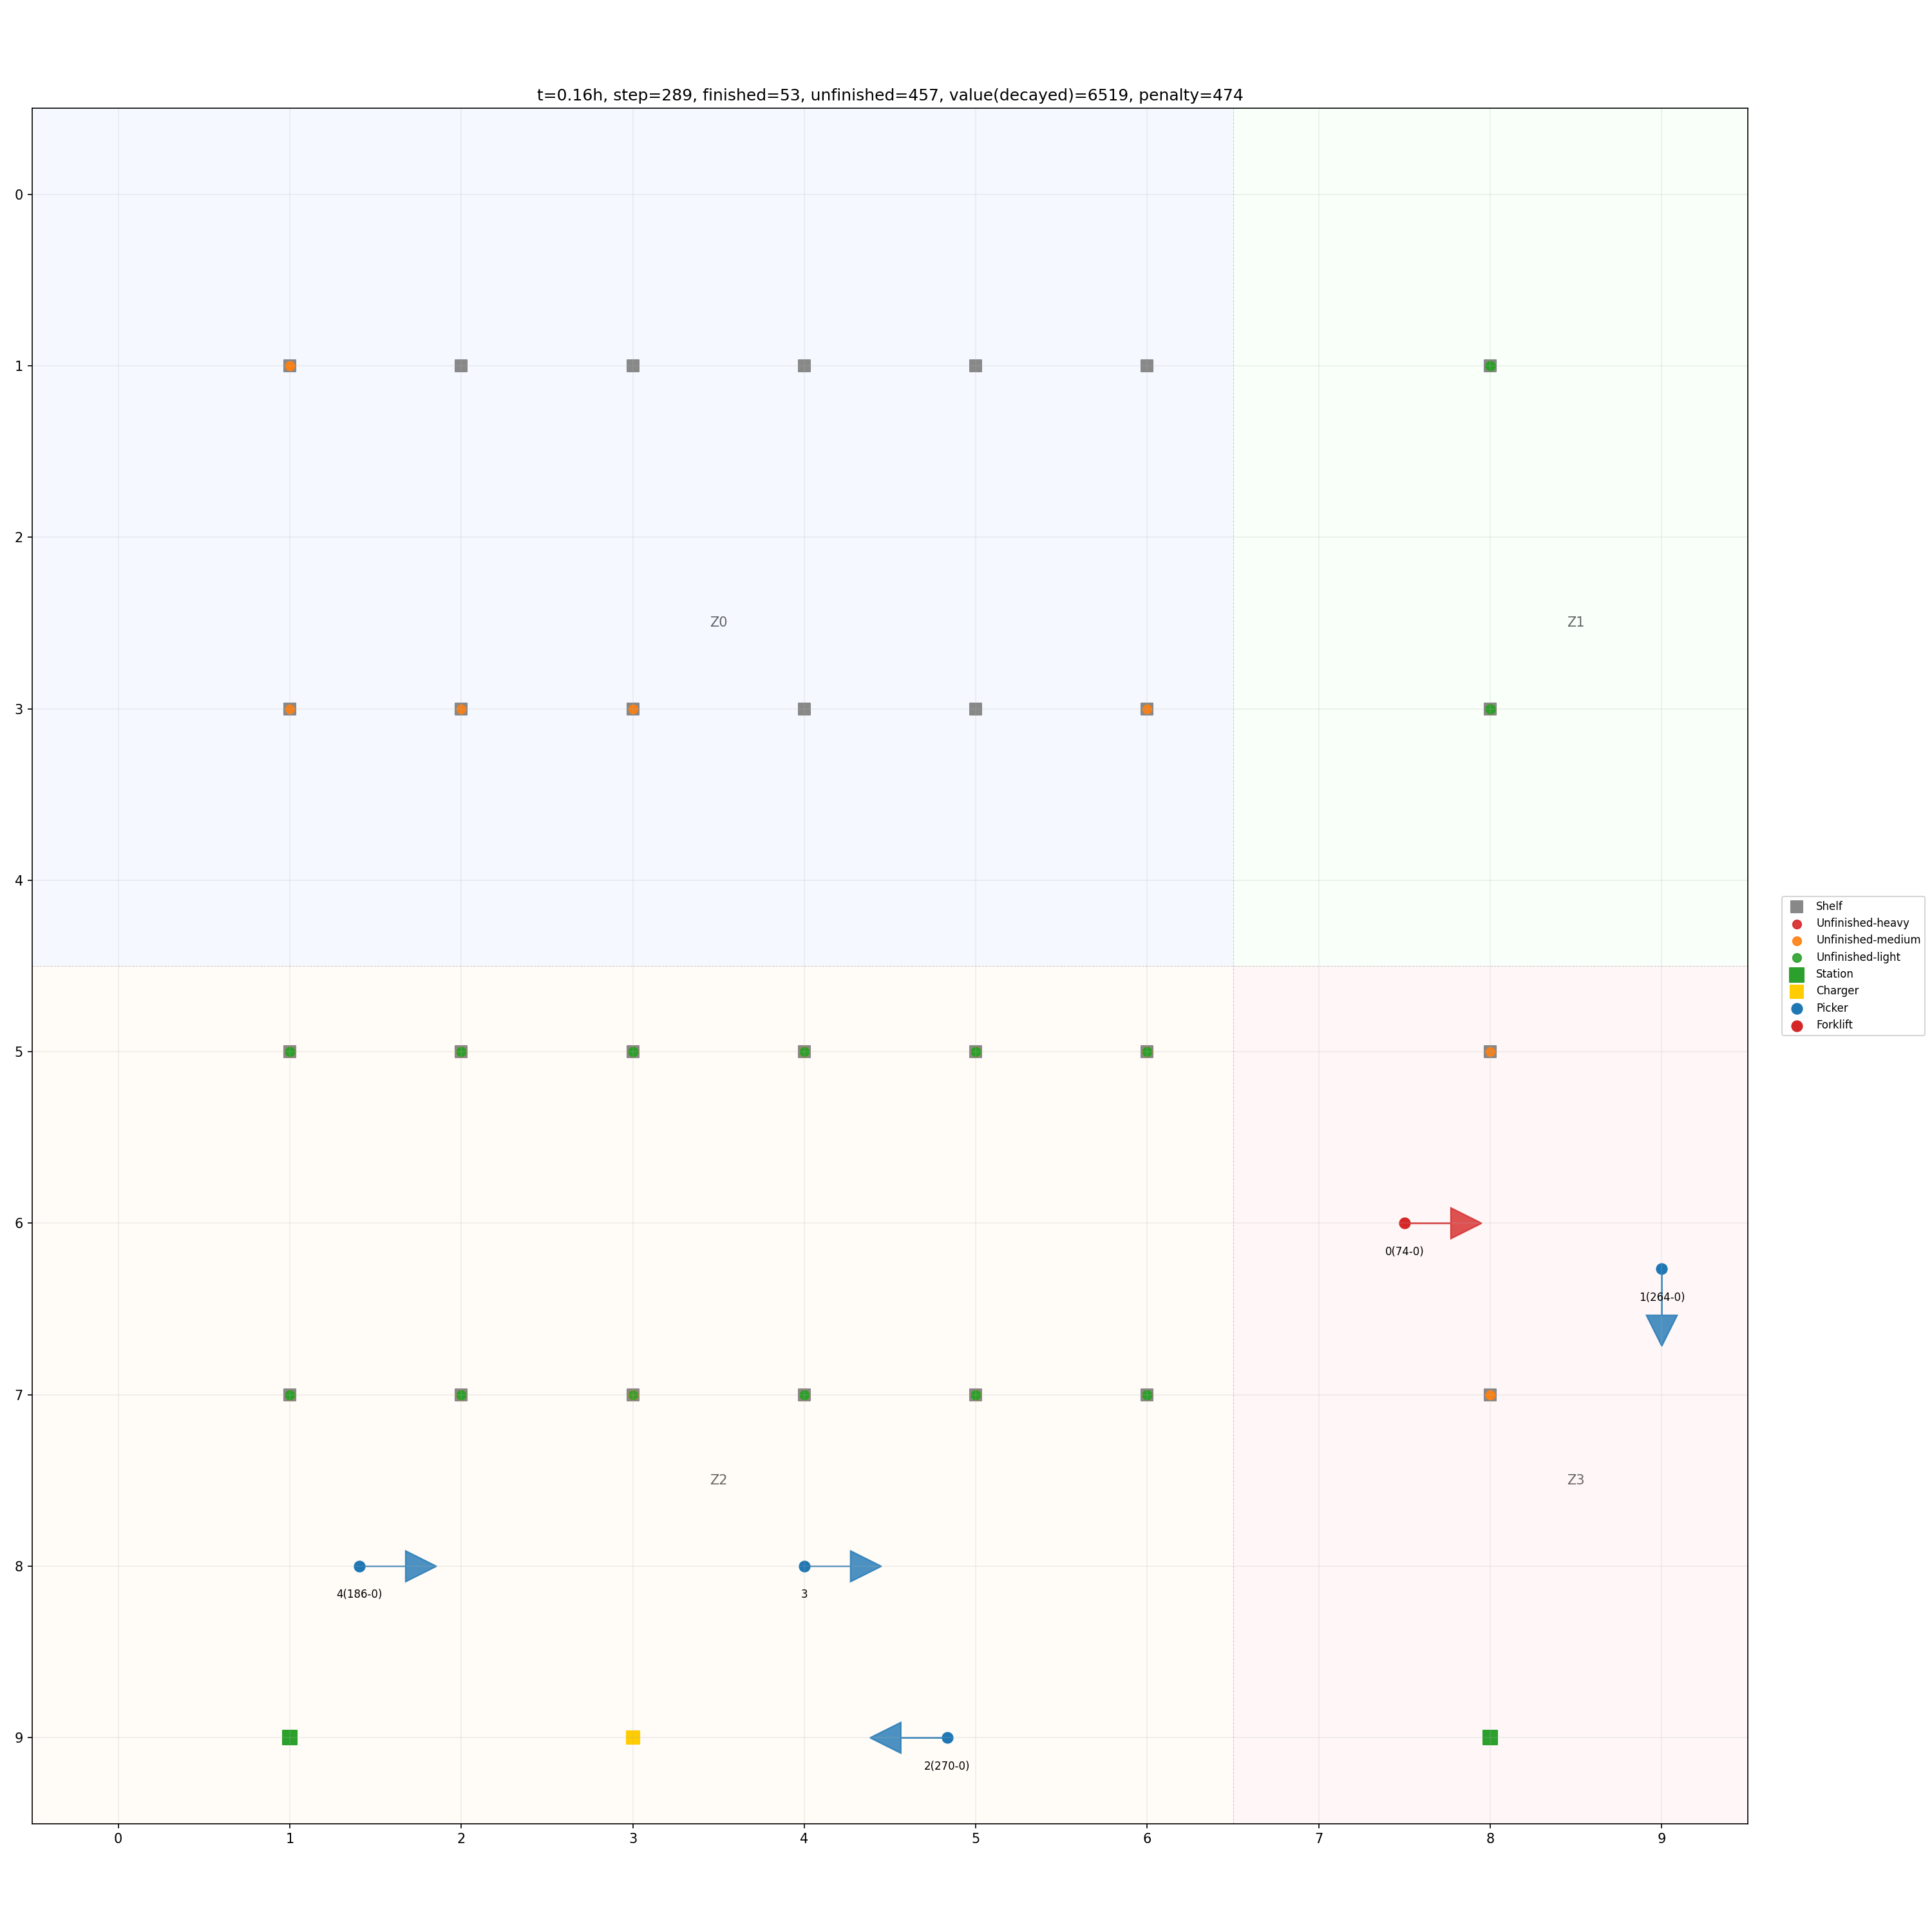 t=0.16h, step=289, finished=53, unfinished=457, value(decayed)=6519, penalty=474
0
1
2
Z0
Z1
3
4
Shelf
Unfinished-heavy
Unfinished-medium
Unfinished-light
Station
Charger
Picker
Forklift
5
6
0(74-0)
1(264-0)
7
Z2
Z3
8
4(186-0)
3
9
2(270-0)
0 1 2 3 4 5 6 7 8 9